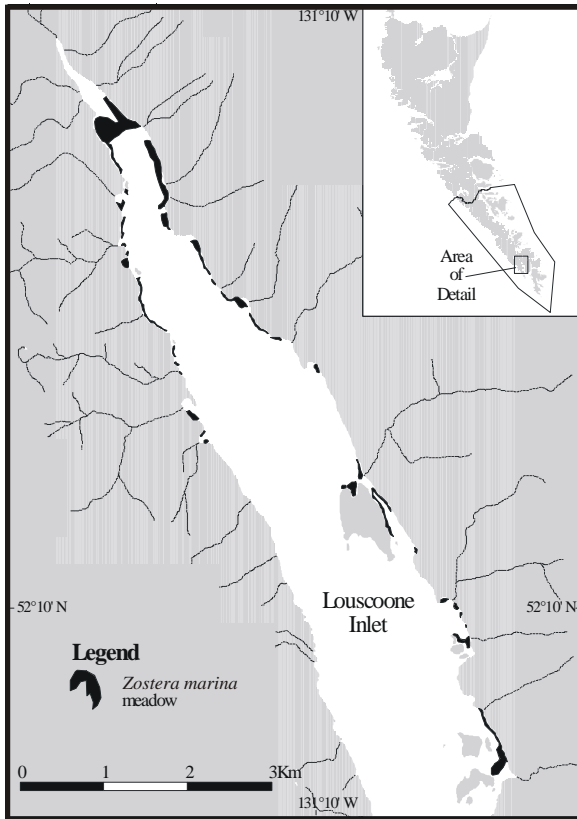 131°10' W
Area
of
Detail
52°10' N
52°10' N
Louscoone
Inlet
Legend
Zostera marina
meadow
0 1 2 3Km
131°10' W